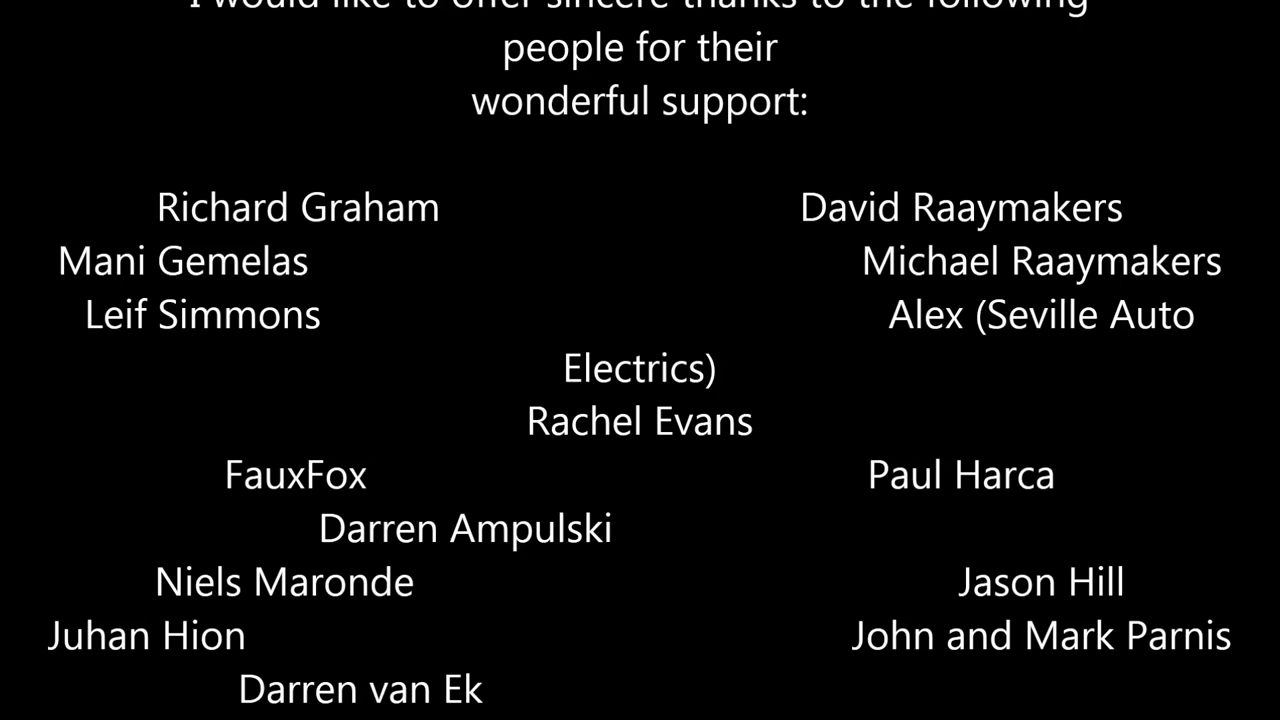 I would like to offer sincere thanks to the following
people for their
wonderful support:
Richard Graham David Raaymakers
Mani Gemelas Michael Raaymakers
Leif Simmons Alex (Seville Auto
Electrics)
Rachel Evans
FauxFox Paul Harca
Darren Ampulski
Niels Maronde Jason Hill
Juhan Hion John and Mark Parnis
Darren van Ek